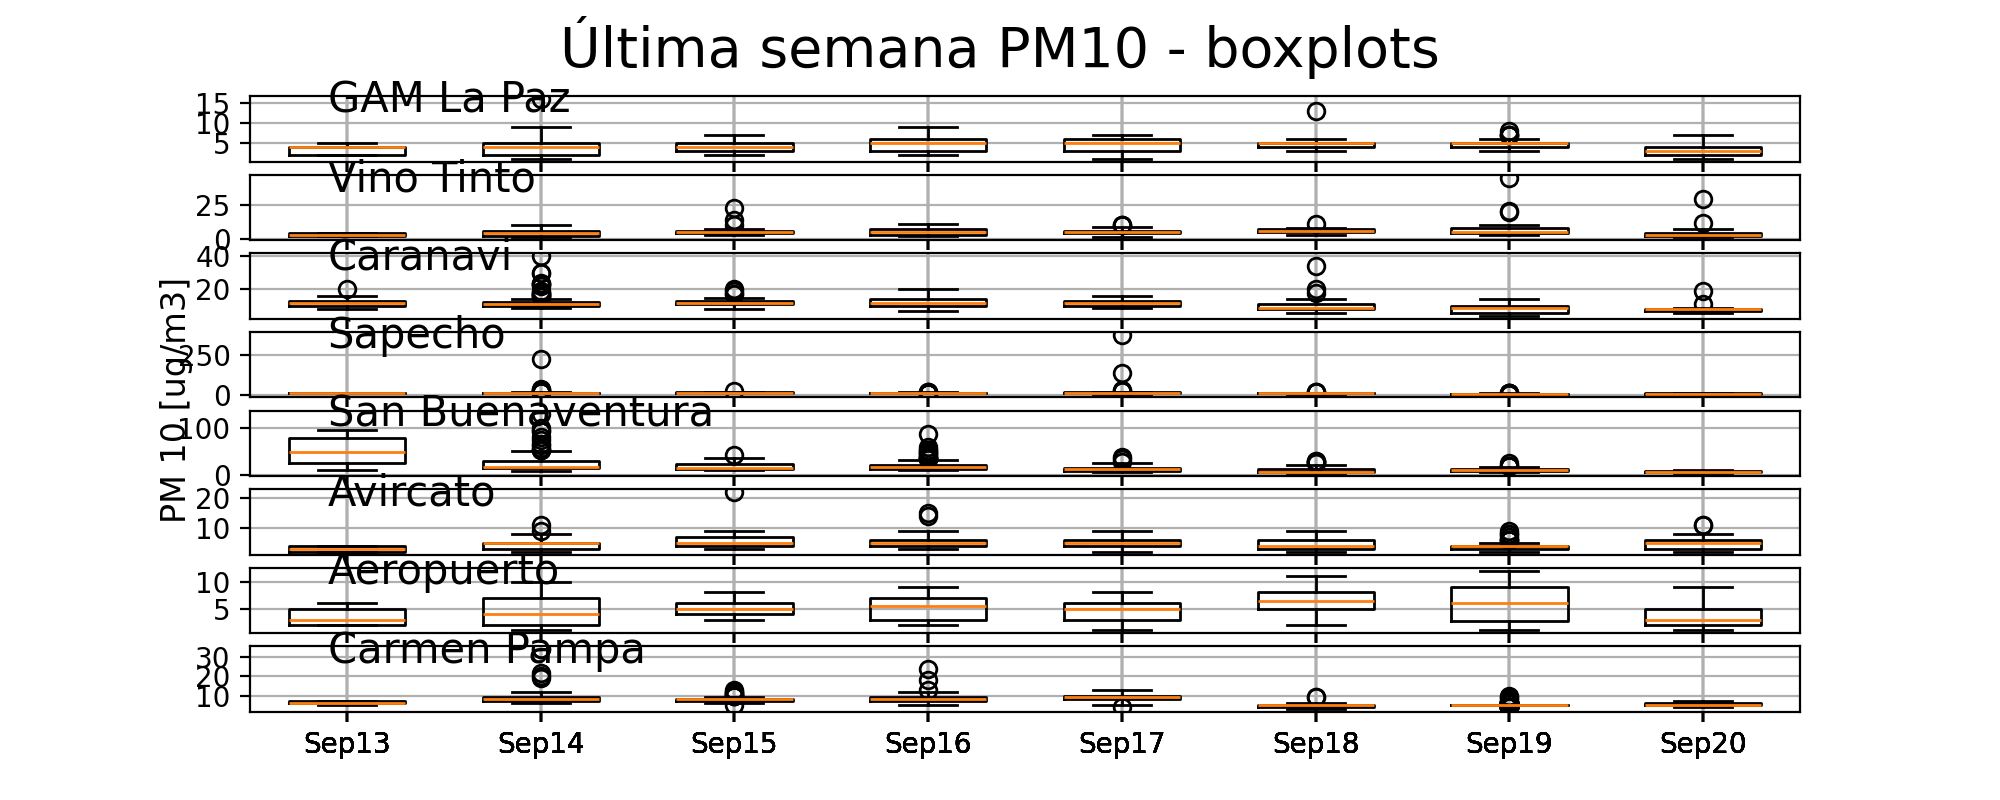 Última semana PM10 - boxplots
GAM La Paz
15
10
5
Vino Tinto
25
0
Caranavi
40
20
Sapecho
250
0
San Buenaventura
100
0
Avircato
20
10
Aeropuerto
10
5
Carmen Pampa
30
20
10
PM 10 [ug/m3]
Sep13 Sep14 Sep15 Sep16 Sep17 Sep18 Sep19 Sep20